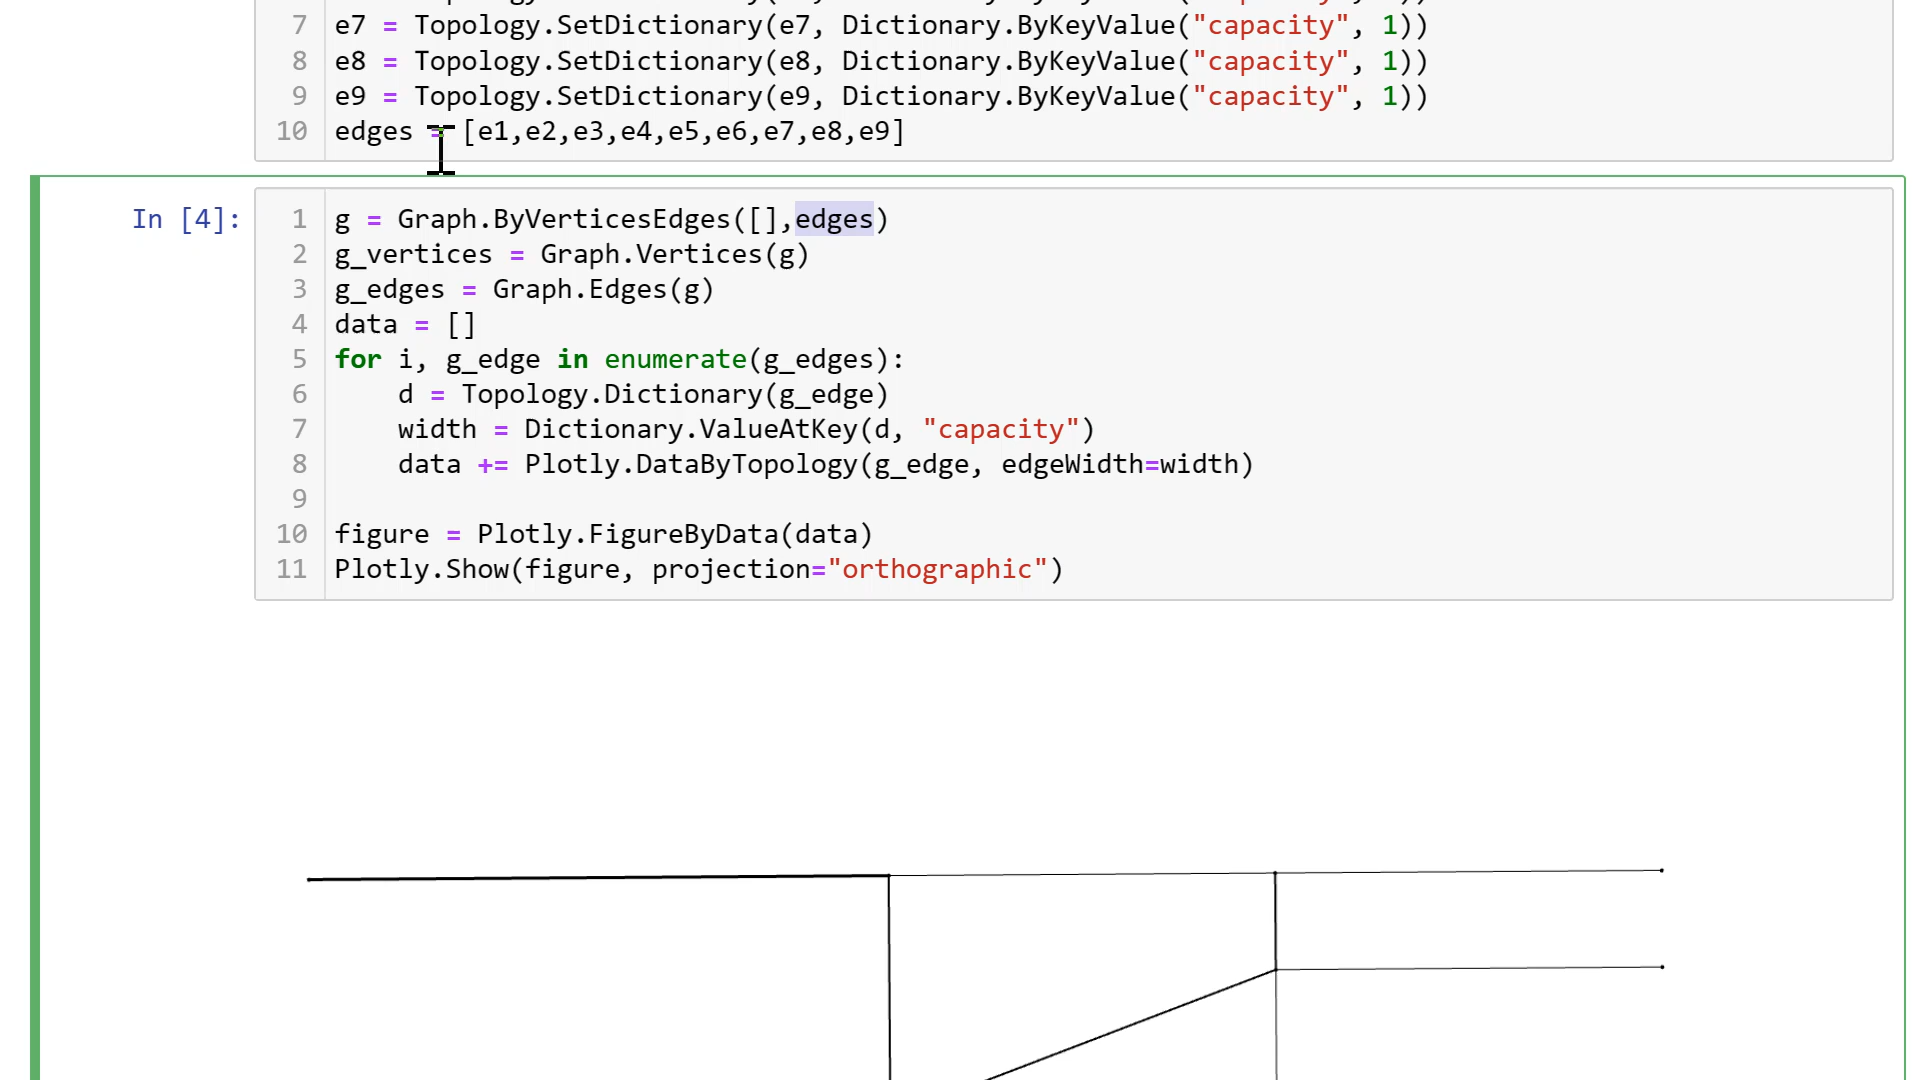 7 e7 = Topology.SetDictionary(e7, Dictionary.ByKeyValue("capacity", 1))
8 e8 = Topology.SetDictionary(e8, Dictionary.ByKeyValue("capacity", 1))
9 e9 = Topology.SetDictionary(e9, Dictionary.ByKeyValue("capacity", 1))
10 edges = [e1,e2,e3,e4,e5,e6,e7,e8,e9]
In [4]:
1 g = Graph.ByVerticesEdges([],edges)
2 g_vertices = Graph.Vertices(g)
3 g_edges = Graph.Edges(g)
4 data = []
5 for i, g_edge in enumerate(g_edges):
6     d = Topology.Dictionary(g_edge)
7     width = Dictionary.ValueAtKey(d, "capacity")
8     data += Plotly.DataByTopology(g_edge, edgeWidth=width)
9
10 figure = Plotly.FigureByData(data)
11 Plotly.Show(figure, projection="orthographic")